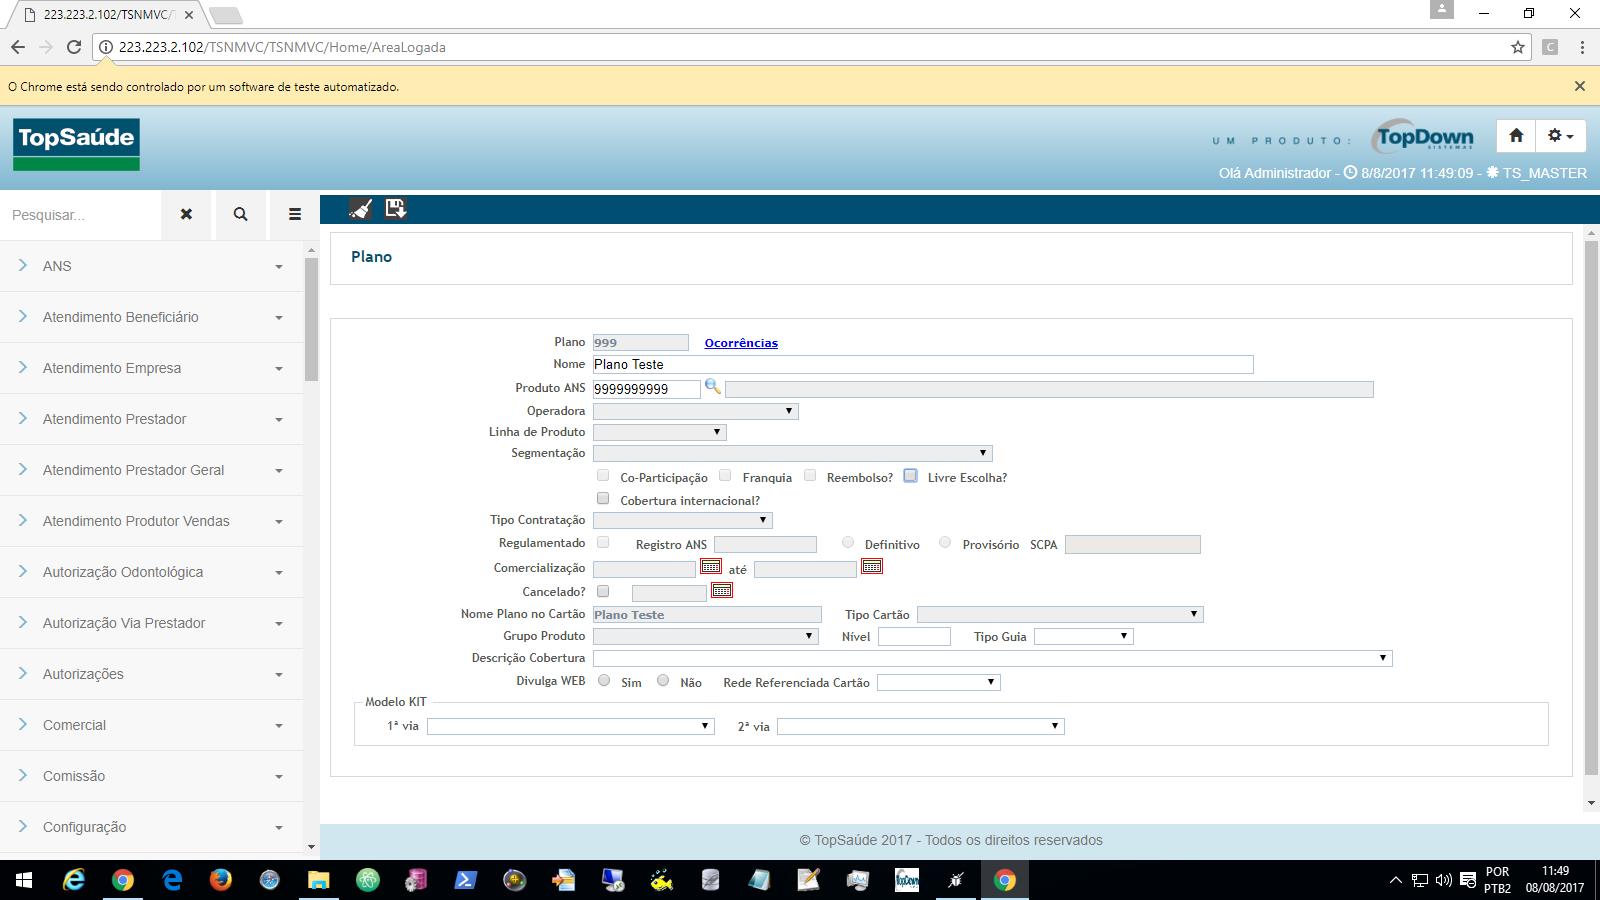 223.223.2.102/TSNMVC/T
223.223.2.102/TSNMVC/TSNMVC/Home/AreaLogada
O Chrome está sendo controlado por um software de teste automatizado.
TopSaúde
UM PRODUTO:
TopDown
SISTEMAS
Olá Administrador - 8/8/2017 11:49:09 - TS_MASTER
Pesquisar...
ANS
Atendimento Beneficiário
Atendimento Empresa
Atendimento Prestador
Atendimento Prestador Geral
Atendimento Produtor Vendas
Autorização Odontológica
Autorização Via Prestador
Autorizações
Comercial
Comissão
Configuração
Plano
Plano 999 Ocorrências
Nome Plano Teste
Produto ANS 9999999999
Operadora
Linha de Produto
Segmentação
Co-Participação Franquia Reembolso? Livre Escolha?
Cobertura internacional?
Tipo Contratação
Regulamentado Registro ANS Definitivo Provisório SCPA
Comercialização até
Cancelado?
Nome Plano no Cartão Plano Teste Tipo Cartão
Grupo Produto Nível Tipo Guia
Descrição Cobertura
Divulga WEB Sim Não Rede Referenciada Cartão
Modelo KIT
1ª via 2ª via
© TopSaúde 2017 - Todos os direitos reservados
TopDown
POR
PTB2
11:49
08/08/2017